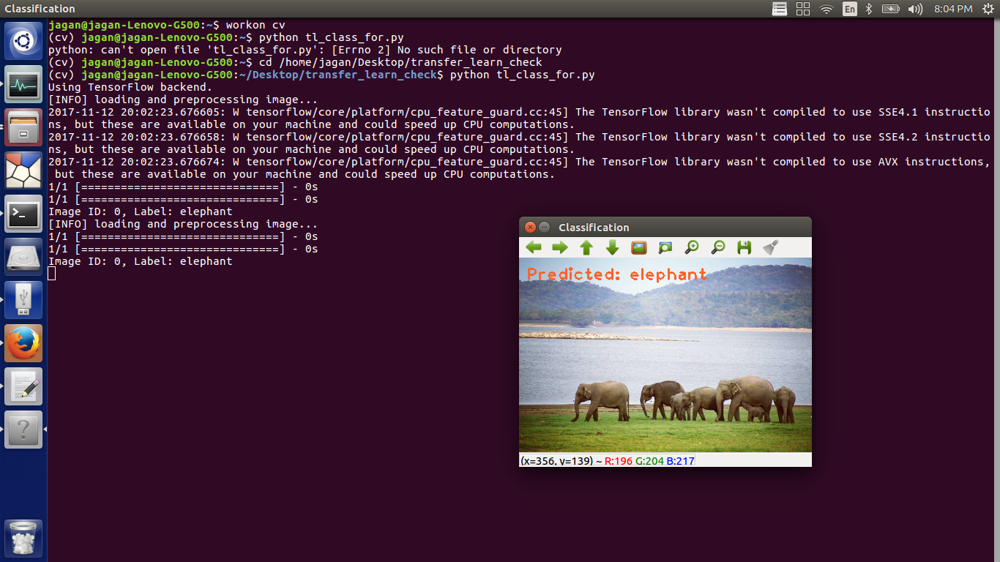 Classification
En
8:04 PM
jagan@jagan-Lenovo-G500:~$ workon cv
(cv) jagan@jagan-Lenovo-G500:~$ python tl_class_for.py
python: can't open file 'tl_class_for.py': [Errno 2] No such file or directory
(cv) jagan@jagan-Lenovo-G500:~$ cd /home/jagan/Desktop/transfer_learn_check
(cv) jagan@jagan-Lenovo-G500:~/Desktop/transfer_learn_check$ python tl_class_for.py
Using TensorFlow backend.
[INFO] loading and preprocessing image...
2017-11-12 20:02:23.676605: W tensorflow/core/platform/cpu_feature_guard.cc:45] The TensorFlow library wasn't compiled to use SSE4.1 instructio
ns, but these are available on your machine and could speed up CPU computations.
2017-11-12 20:02:23.676658: W tensorflow/core/platform/cpu_feature_guard.cc:45] The TensorFlow library wasn't compiled to use SSE4.2 instructio
ns, but these are available on your machine and could speed up CPU computations.
2017-11-12 20:02:23.676674: W tensorflow/core/platform/cpu_feature_guard.cc:45] The TensorFlow library wasn't compiled to use AVX instructions,
 but these are available on your machine and could speed up CPU computations.
1/1 [==============================] - 0s
1/1 [==============================] - 0s
Image ID: 0, Label: elephant
[INFO] loading and preprocessing image...
1/1 [==============================] - 0s
1/1 [==============================] - 0s
Image ID: 0, Label: elephant
Classification
Predicted: elephant
(x=356, y=139) ~ R:196 G:204 B:217